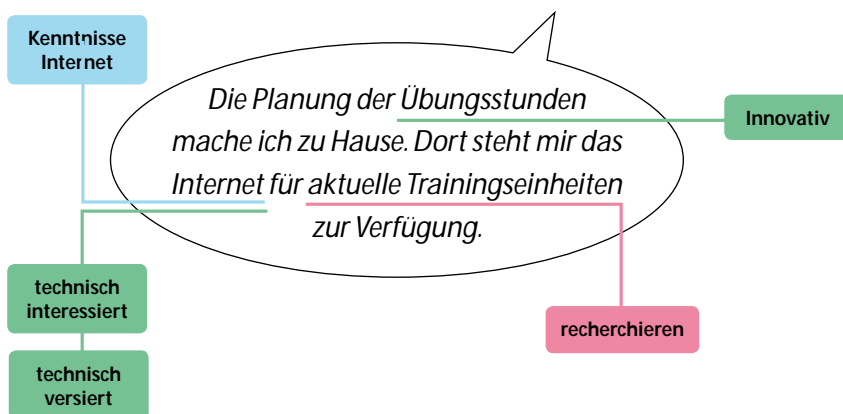 Kenntnisse
Internet
Die Planung der Übungsstunden
mache ich zu Hause. Dort steht mir das
Internet für aktuelle Trainingseinheiten
zur Verfügung.
Innovativ
technisch
interessiert
recherchieren
technisch
versiert